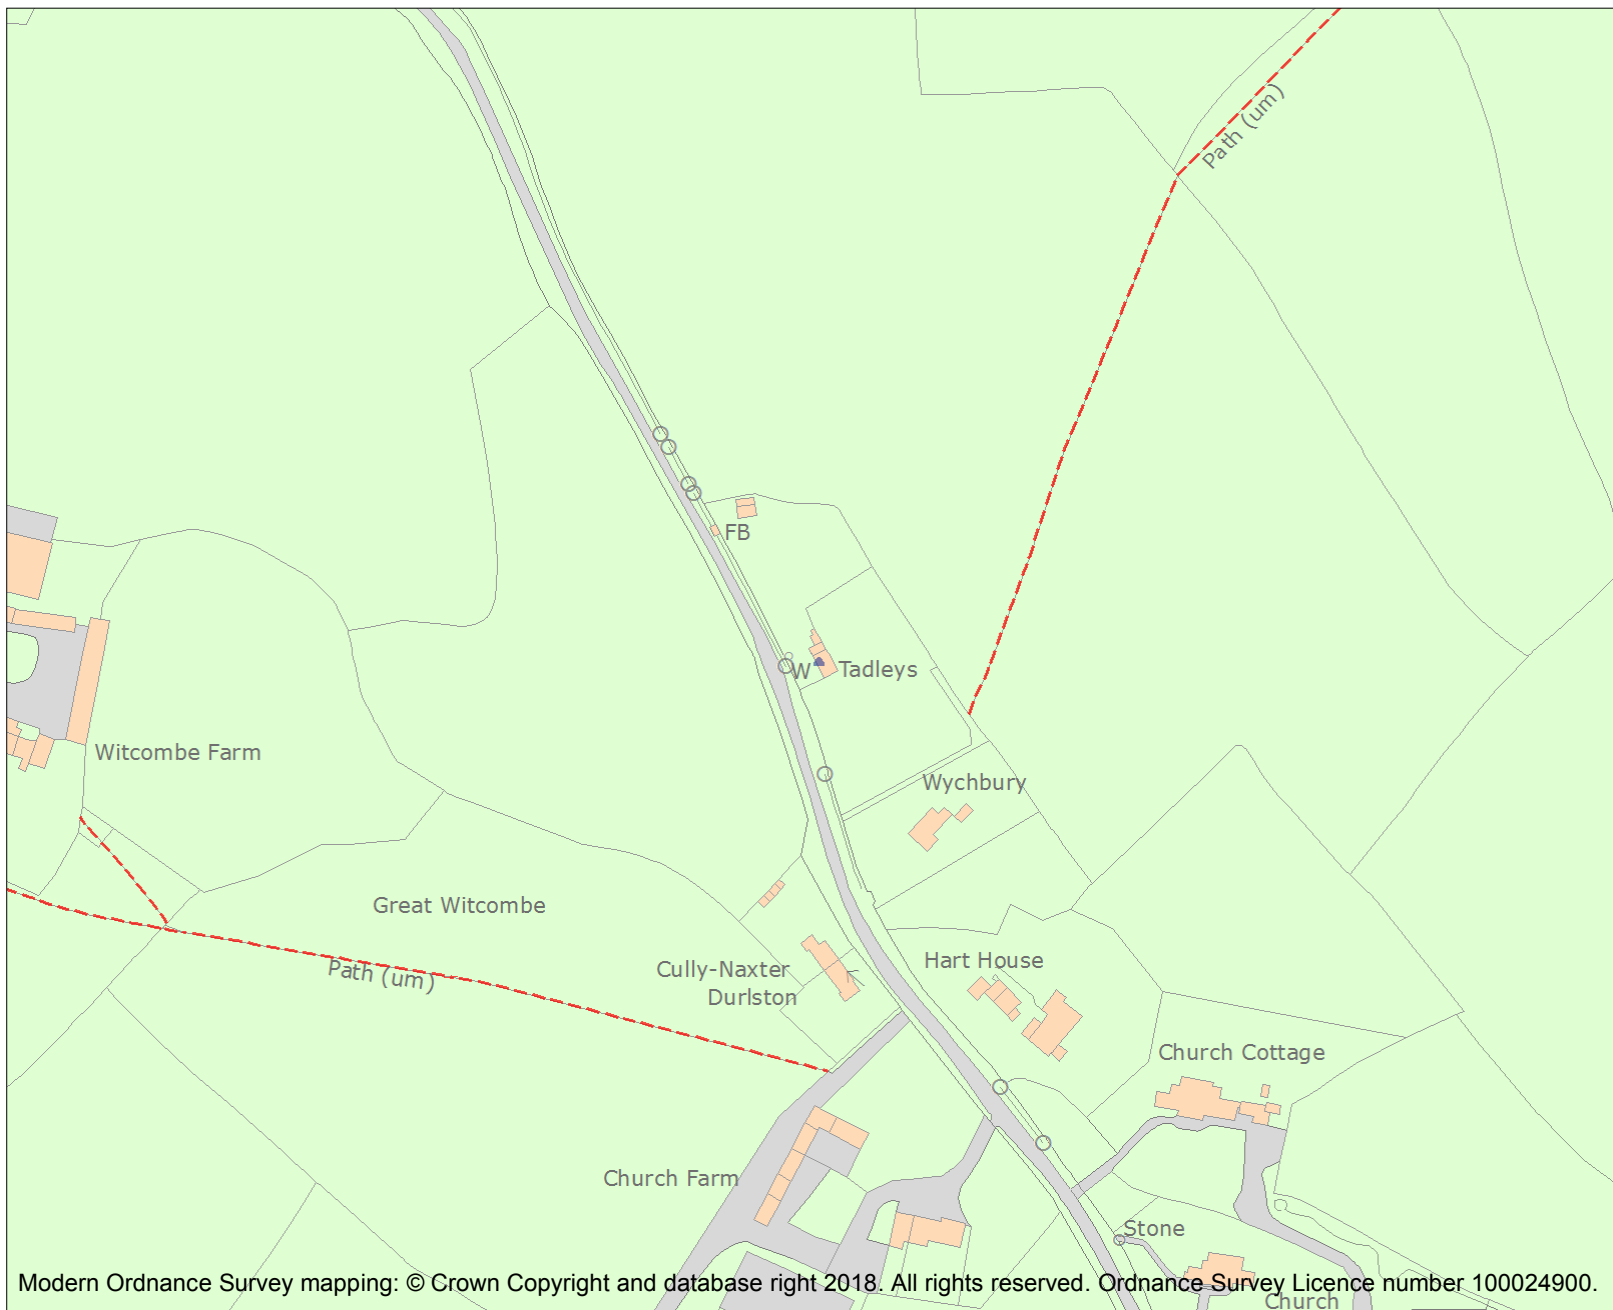 Path (um)
FB
W
Tadleys
Witcombe Farm
Wychbury
Great Witcombe
Hart House
Cully-Naxter
Path (um)
Durlston
Church Cottage
Church Farm
Stone
Modern Ordnance Survey mapping: © Crown Copyright and database right 2018. All rights reserved. Ordnance Survey Licence number 100024900.
Church